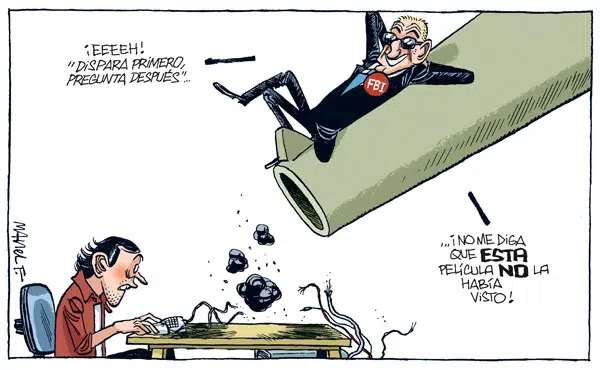 ¡EEEEH!
"DISPARA PRIMERO,
PREGUNTA DESPUÉS"...
FBI
...¡NO ME DIGA
QUE ESTA
PELÍCULA NO LA
HABÍA
VISTO!
MANEL F.